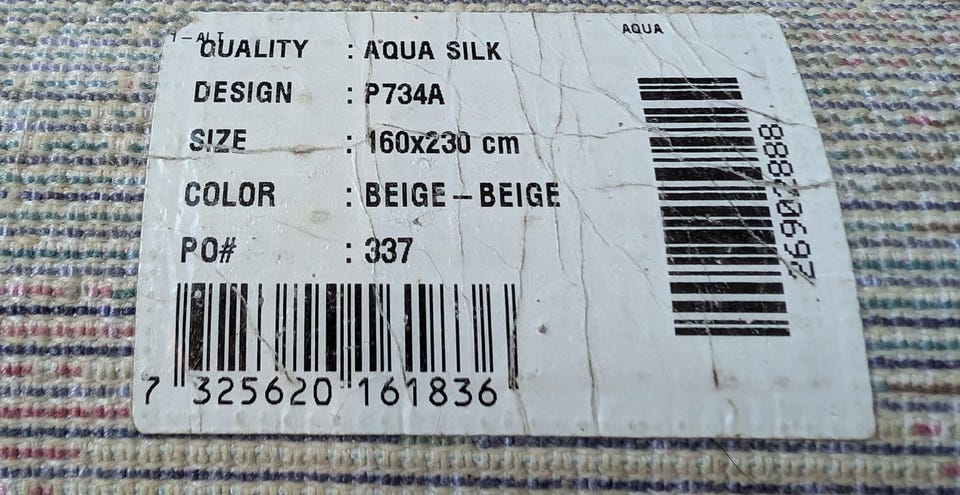 AQUA
QUALITY : AQUA SILK
DESIGN : P734A
SIZE : 160x230 cm
COLOR : BEIGE-BEIGE
PO# : 337
7 325620 161836
26902888